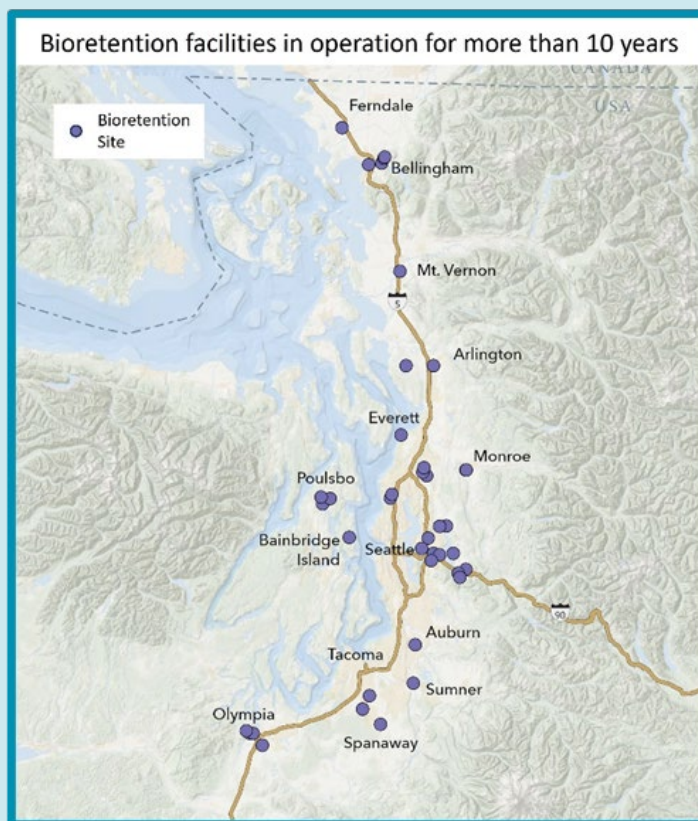 Bioretention facilities in operation for more than 10 years
CANADA
USA
Bioretention
Site
Ferndale
Bellingham
Mt. Vernon
5
Arlington
Everett
Monroe
Poulsbo
Bainbridge
Island
Seattle
90
Auburn
Tacoma
Sumner
Olympia
Spanaway